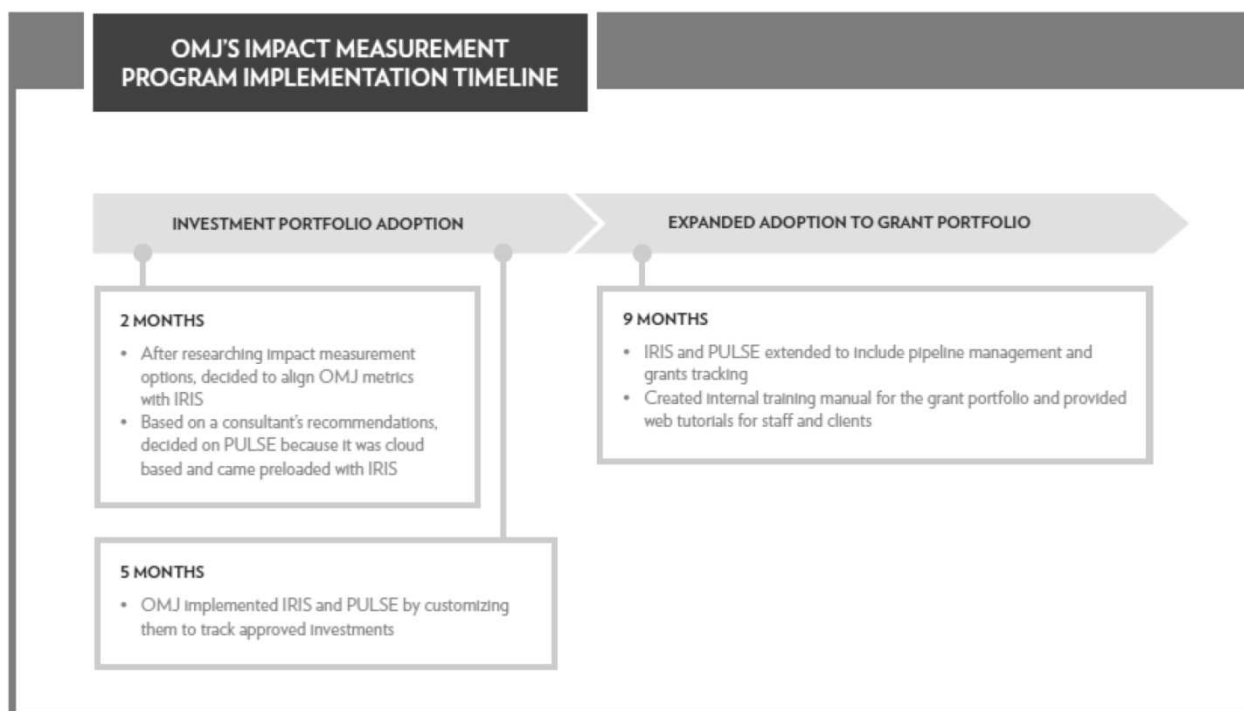 OMJ'S IMPACT MEASUREMENT
PROGRAM IMPLEMENTATION TIMELINE
INVESTMENT PORTFOLIO ADOPTION
EXPANDED ADOPTION TO GRANT PORTFOLIO
2 MONTHS
• After researching impact measurement
options, decided to align OMJ metrics
with IRIS
• Based on a consultant's recommendations,
decided on PULSE because it was cloud
based and came preloaded with IRIS
5 MONTHS
• OMJ implemented IRIS and PULSE by customizing
them to track approved investments
9 MONTHS
• IRIS and PULSE extended to include pipeline management and
grants tracking
• Created internal training manual for the grant portfolio and provided
web tutorials for staff and clients